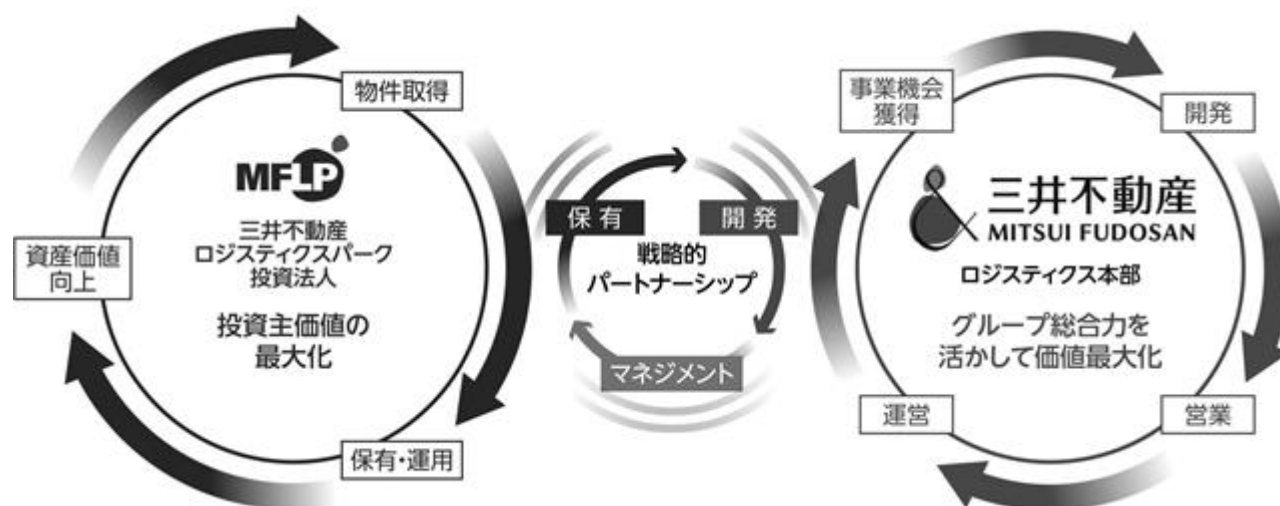 物件取得
MFLP
三井不動産
ロジスティクスパーク
投資法人
投資主価値の
最大化
資産価値
向上
保有・運用
保有
開発
戦略的
パートナーシップ
マネジメント
事業機会
獲得
開発
三井不動産
MITSUI FUDOSAN
ロジスティクス本部
グループ総合力を
活かして価値最大化
運営
営業